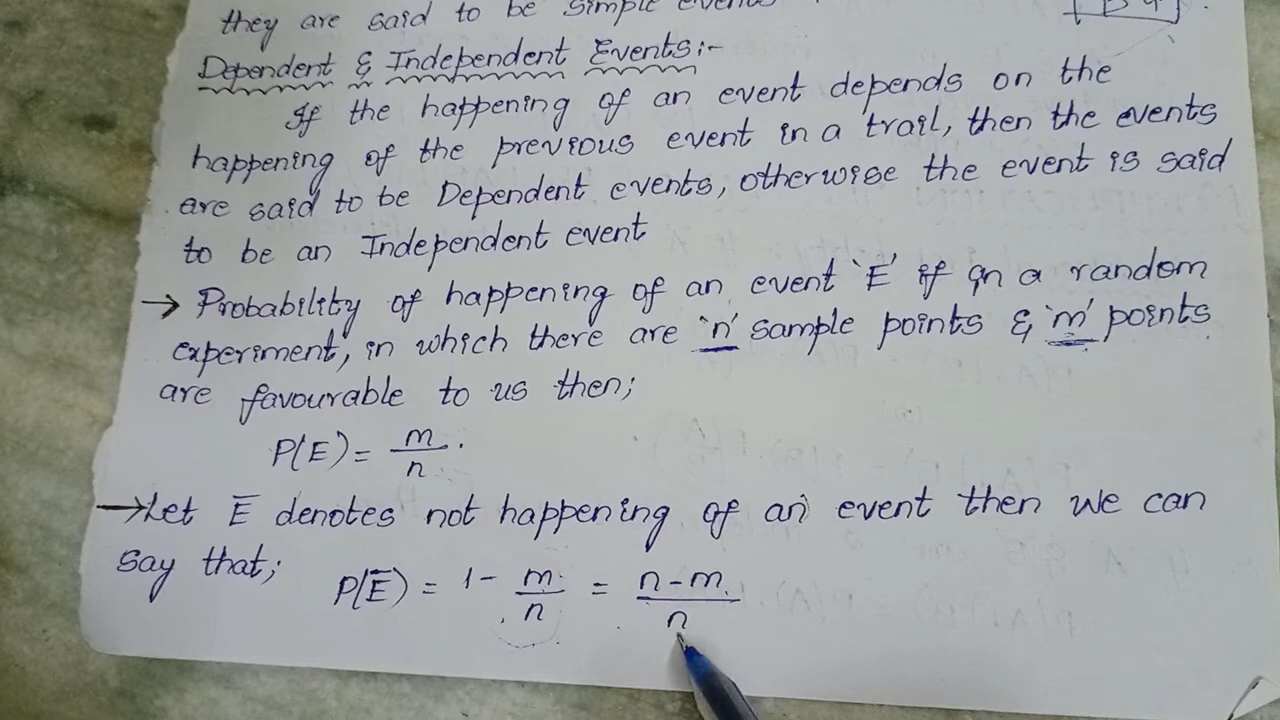 they are said to be simple events
Dependent & Independent Events:-
If the happening of an event depends on the
happening of the previous event in a trail, then the events
are said to be Dependent events, otherwise the event is said
to be an Independent event
→ Probability of happening of an event 'E' if in a random
experiment, in which there are 'n' sample points & 'm' points
are favourable to us then;
P(E) = m/n.
→ Let E̅ denotes not happening of an event then we can
say that; P(E̅) = 1 - m/n = n-m/n